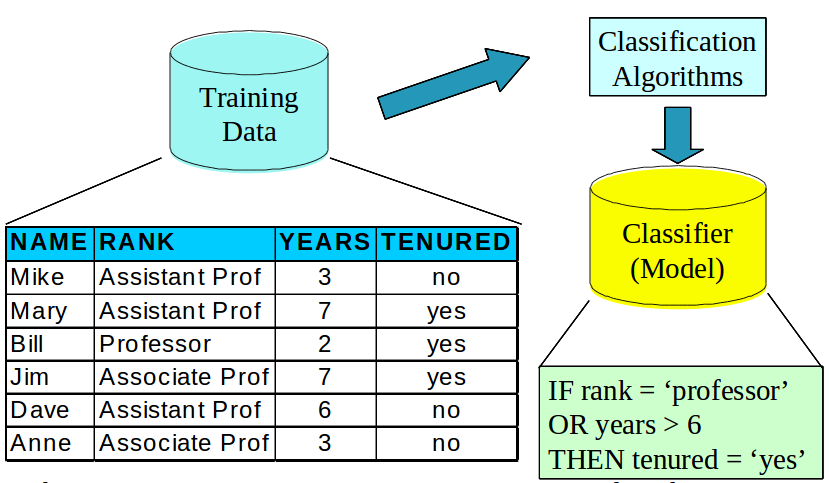 Training
Data
Classification
Algorithms
NAME RANK YEARS TENURED
Mike Assistant Prof 3 no
Mary Assistant Prof 7 yes
Bill Professor 2 yes
Jim Associate Prof 7 yes
Dave Assistant Prof 6 no
Anne Associate Prof 3 no
Classifier
(Model)
IF rank = ‘professor’
OR years > 6
THEN tenured = ‘yes’